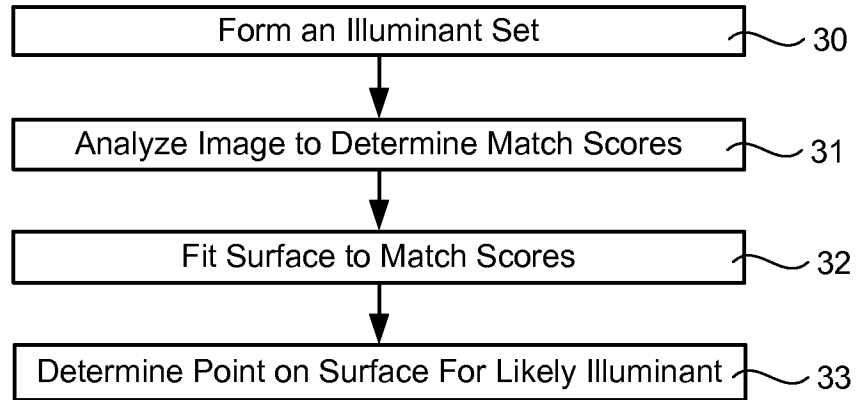 Form an Illuminant Set
30
Analyze Image to Determine Match Scores
31
Fit Surface to Match Scores
32
Determine Point on Surface For Likely Illuminant
33